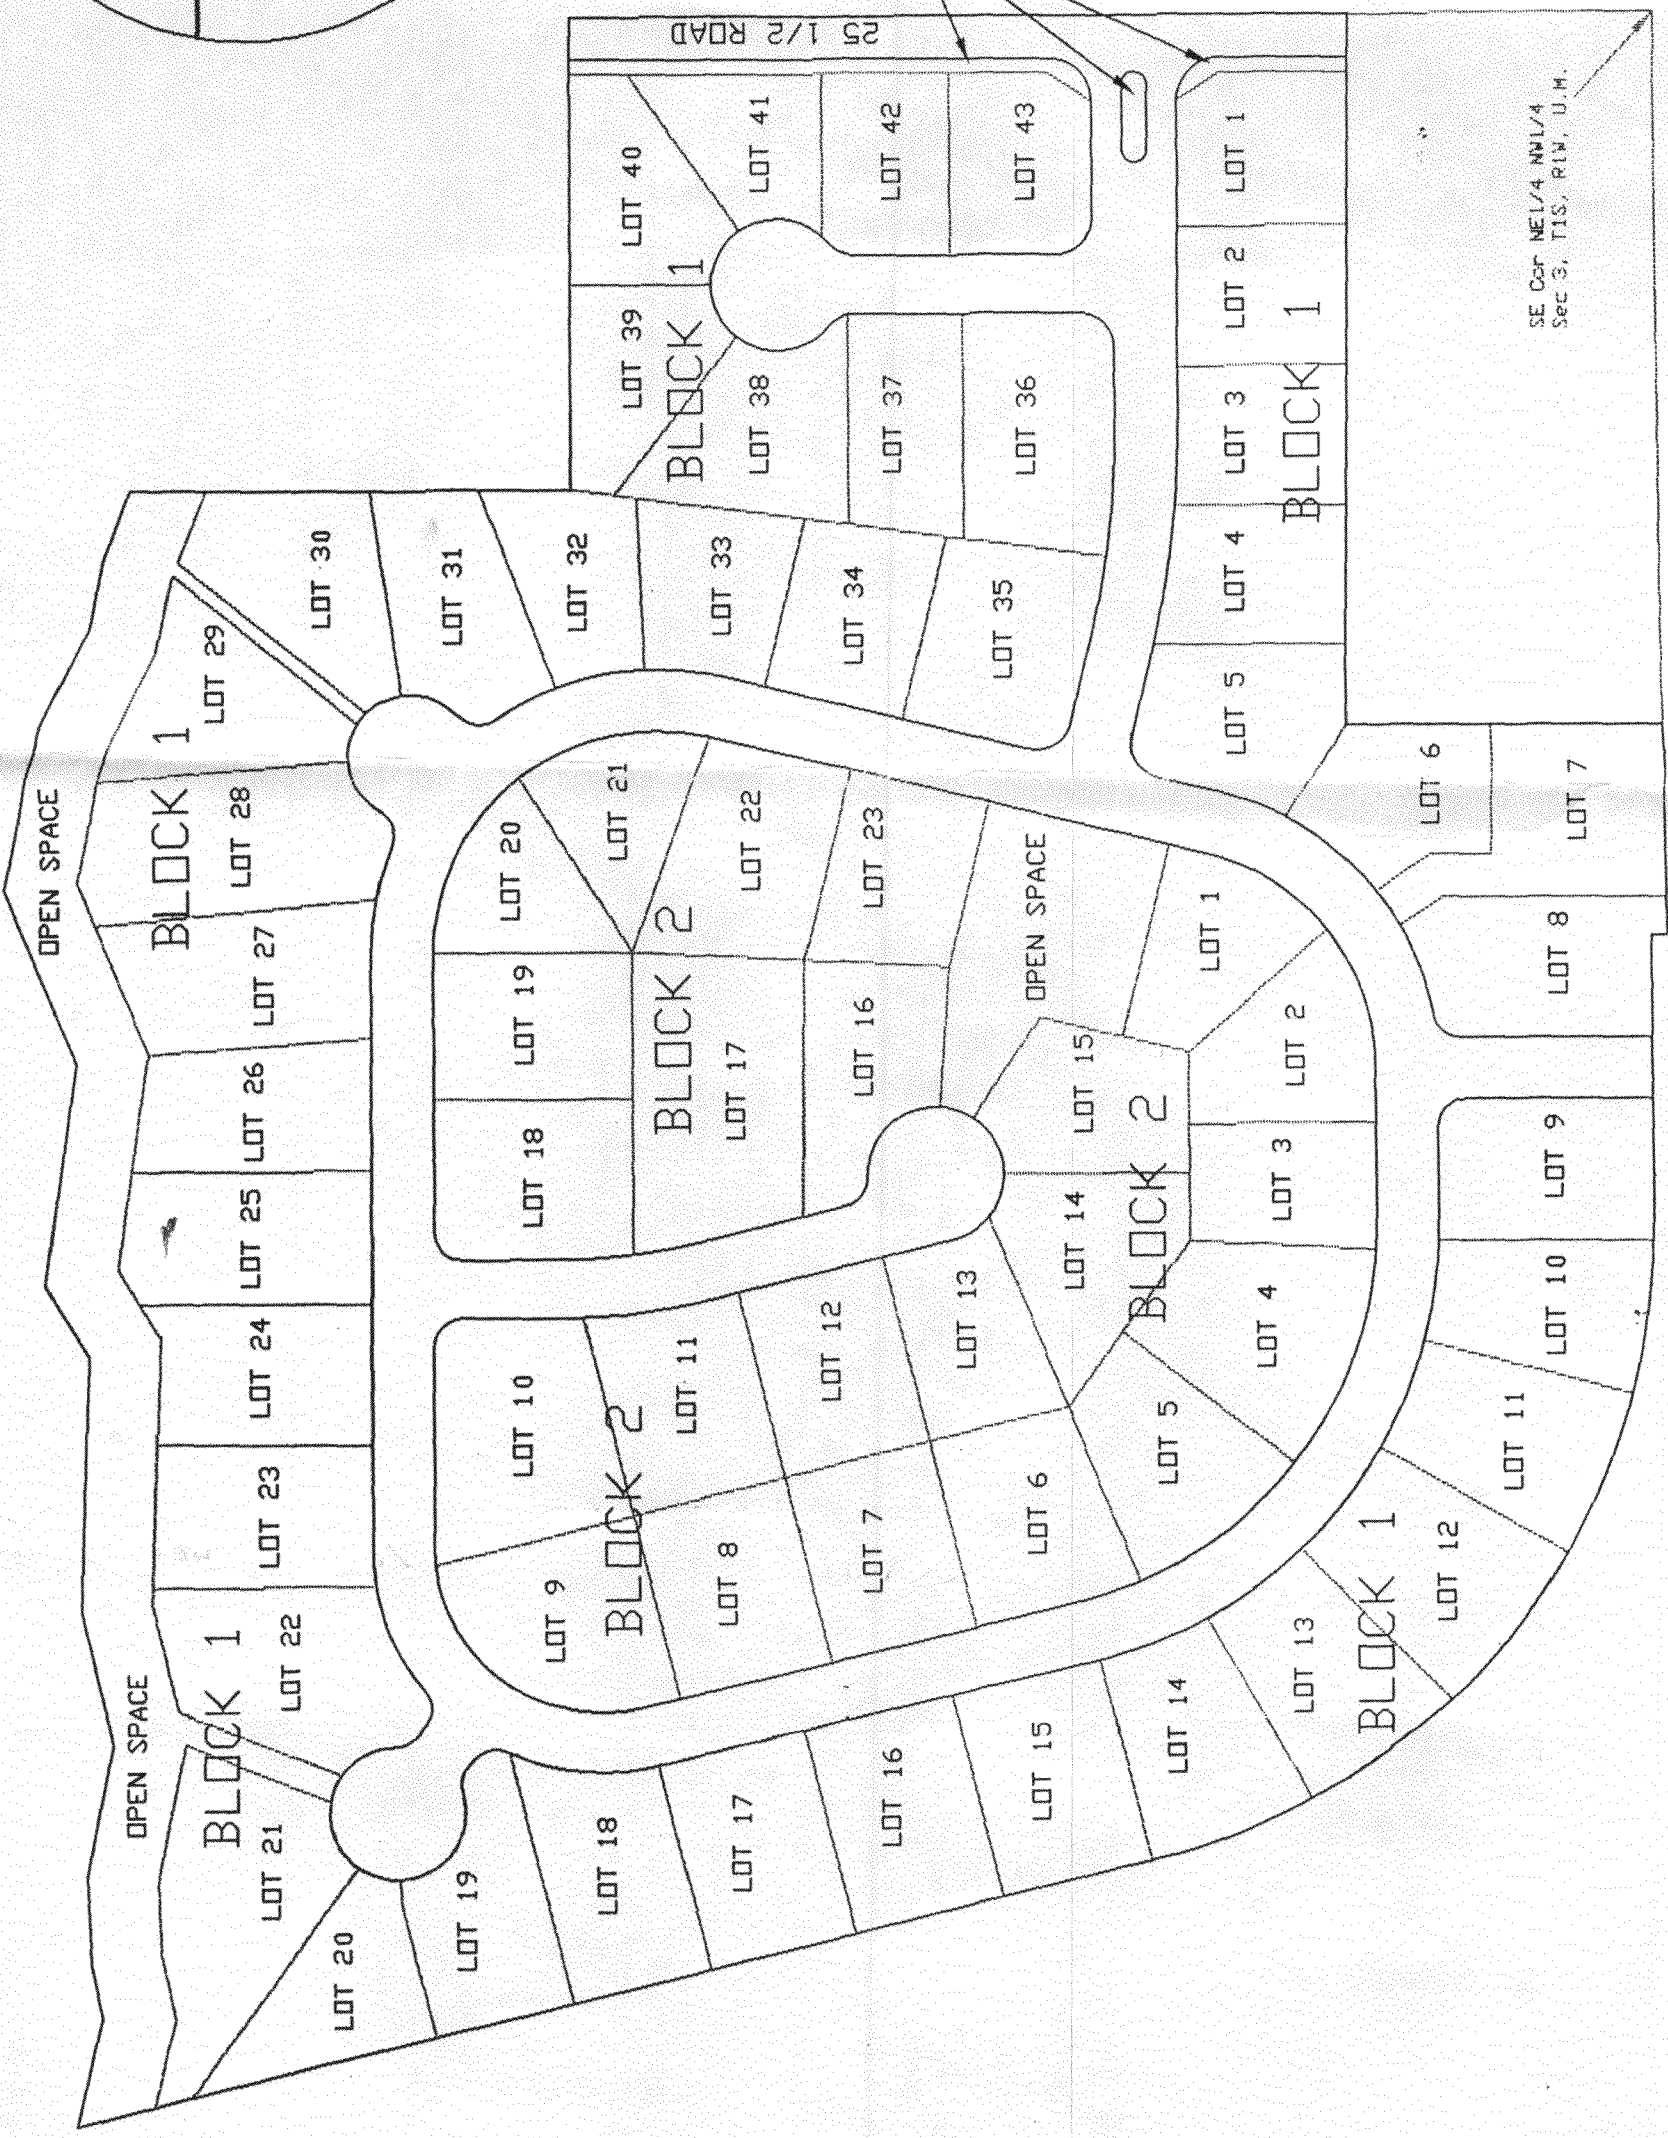 25 1/2 ROAD
LOT 40
LOT 41
LOT 42
LOT 43
LOT 1
SE Cor NE1/4 NW1/4
Sec 3, T1S, R1W, U.M.
LOT 39
BLOCK 1
LOT 38
LOT 37
LOT 36
LOT 2
LOT 3
BLOCK 1
LOT 4
LOT 5
LOT 6
LOT 7
LOT 8
LOT 30
LOT 31
LOT 32
LOT 33
LOT 34
LOT 35
OPEN SPACE
LOT 29
BLOCK 1
LOT 28
LOT 27
LOT 26
LOT 25
LOT 24
LOT 23
LOT 22
LOT 20
LOT 21
LOT 22
LOT 23
OPEN SPACE
LOT 1
LOT 19
BLOCK 2
LOT 18
LOT 17
LOT 16
LOT 15
LOT 2
BLOCK 2
LOT 14
LOT 3
LOT 9
LOT 10
LOT 10
LOT 11
LOT 12
LOT 13
LOT 4
BLOCK 2
LOT 9
LOT 8
LOT 7
LOT 6
LOT 5
LOT 11
BLOCK 1
LOT 12
LOT 13
OPEN SPACE
BLOCK 1
LOT 21
LOT 20
LOT 19
LOT 18
LOT 17
LOT 16
LOT 15
LOT 14